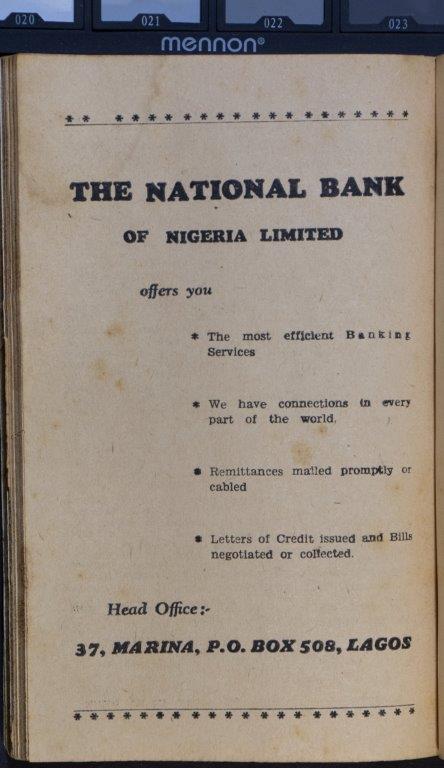 020 021 022 023
mennon®
** *****************
THE NATIONAL BANK
OF NIGERIA LIMITED
offers you
* The most efficient Banking
Services
* We have connections in every
part of the world.
* Remittances mailed promptly or
cabled
* Letters of Credit issued and Bills
negotiated or collected.
Head Office:-
37, MARINA, P.O. BOX 508, LAGOS
********************